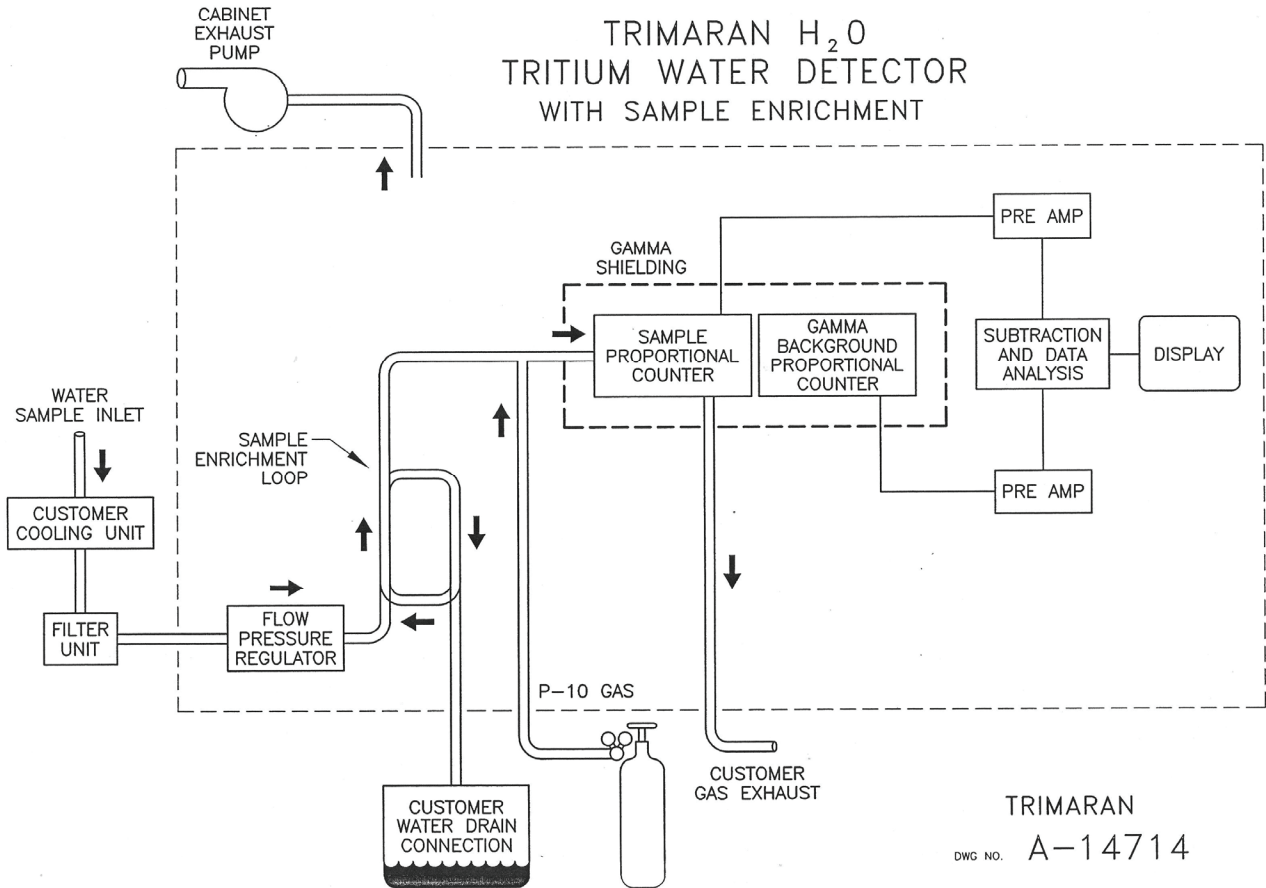 CABINET
EXHAUST
PUMP
TRIMARAN H₂O
TRITIUM WATER DETECTOR
WITH SAMPLE ENRICHMENT
PRE AMP
GAMMA
SHIELDING
SAMPLE
PROPORTIONAL
COUNTER
GAMMA
BACKGROUND
PROPORTIONAL
COUNTER
SUBTRACTION
AND DATA
ANALYSIS
DISPLAY
WATER
SAMPLE INLET
SAMPLE
ENRICHMENT
LOOP
PRE AMP
CUSTOMER
COOLING UNIT
FILTER
UNIT
FLOW
PRESSURE
REGULATOR
P-10 GAS
CUSTOMER
GAS EXHAUST
CUSTOMER
WATER DRAIN
CONNECTION
TRIMARAN
DWG NO. A-14714